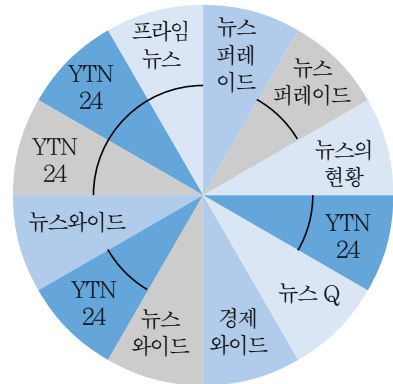 뉴스
퍼레
이드
뉴스
퍼레이드
뉴스의
현황
YTN
24
뉴스 Q
경제
와이드
뉴스
와이드
YTN
24
뉴스와이드
YTN
24
YTN
24
프라임
뉴스